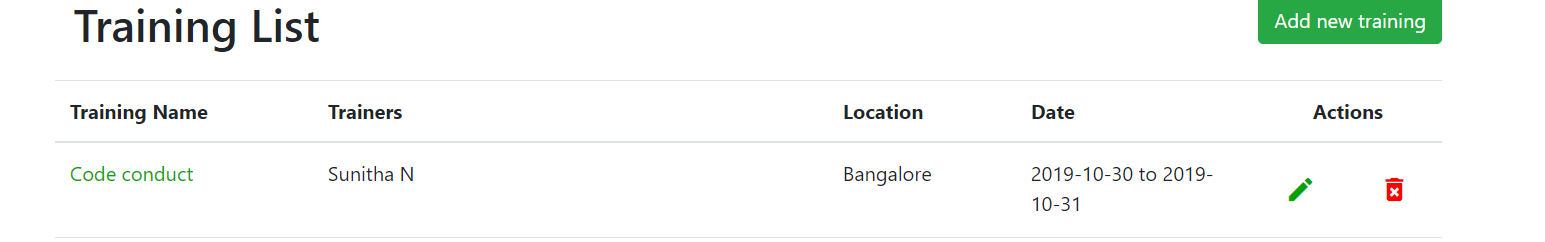 Training List
Add new training
Training Name Trainers Location Date Actions
Code conduct Sunitha N Bangalore 2019-10-30 to 2019-
10-31